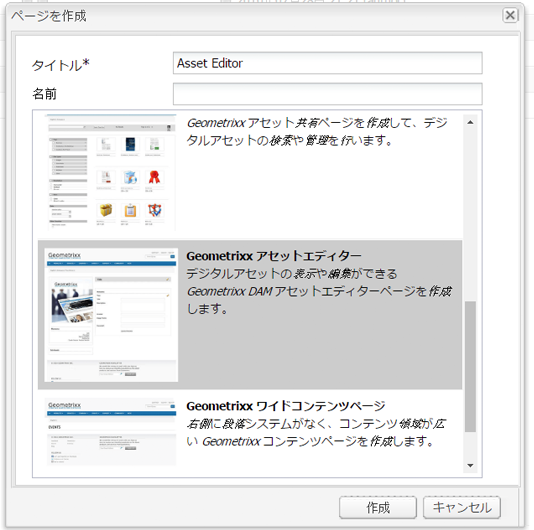 ページを作成
タイトル*
Asset Editor
名前
Geometrixx アセット共有ページを作成して、デジ
タルアセットの検索や管理を行います。
Geometrixx
Geometrixx アセットエディター
デジタルアセットの表示や編集ができる
Geometrixx DAM アセットエディターページを作成
します。
Geometrixx
EVENTS
Geometrixx ワイドコンテンツページ
右側に段落システムがなく、コンテンツ領域が広
い Geometrixx コンテンツページを作成します。
作成
キャンセル